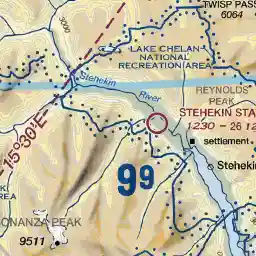 TWISP PASS
6064
LAKE CHELAN
NATIONAL
RECREATION AREA
Stehekin
River
REYNOLDS
PEAK
STEHEKIN STA
1230 - 26 12
settlement
Stehekin
15°30'E
99
BONANZA PEAK
9511